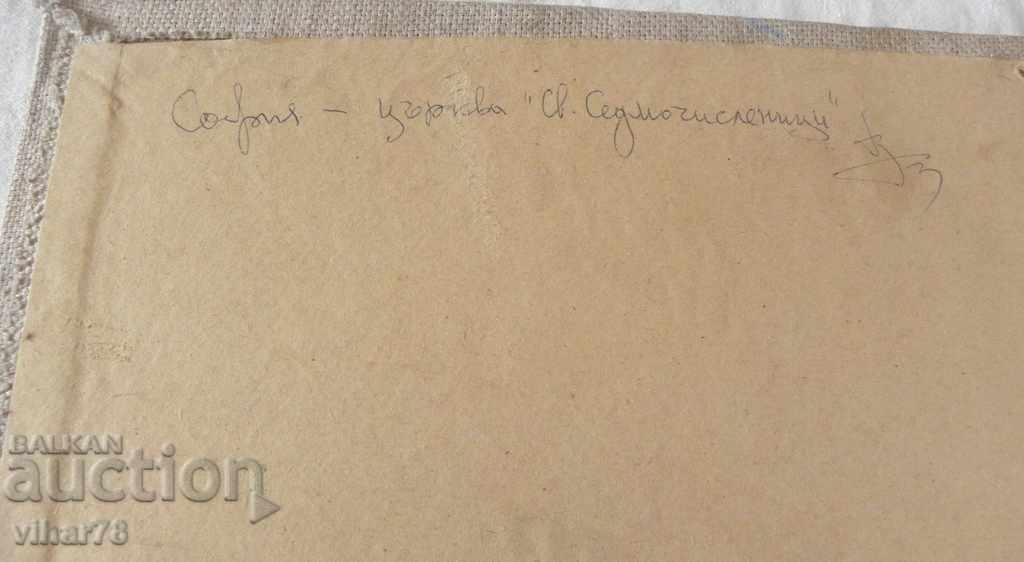 София – църква "Св. Седмочисленици"
BALKAN
auction
vihar78